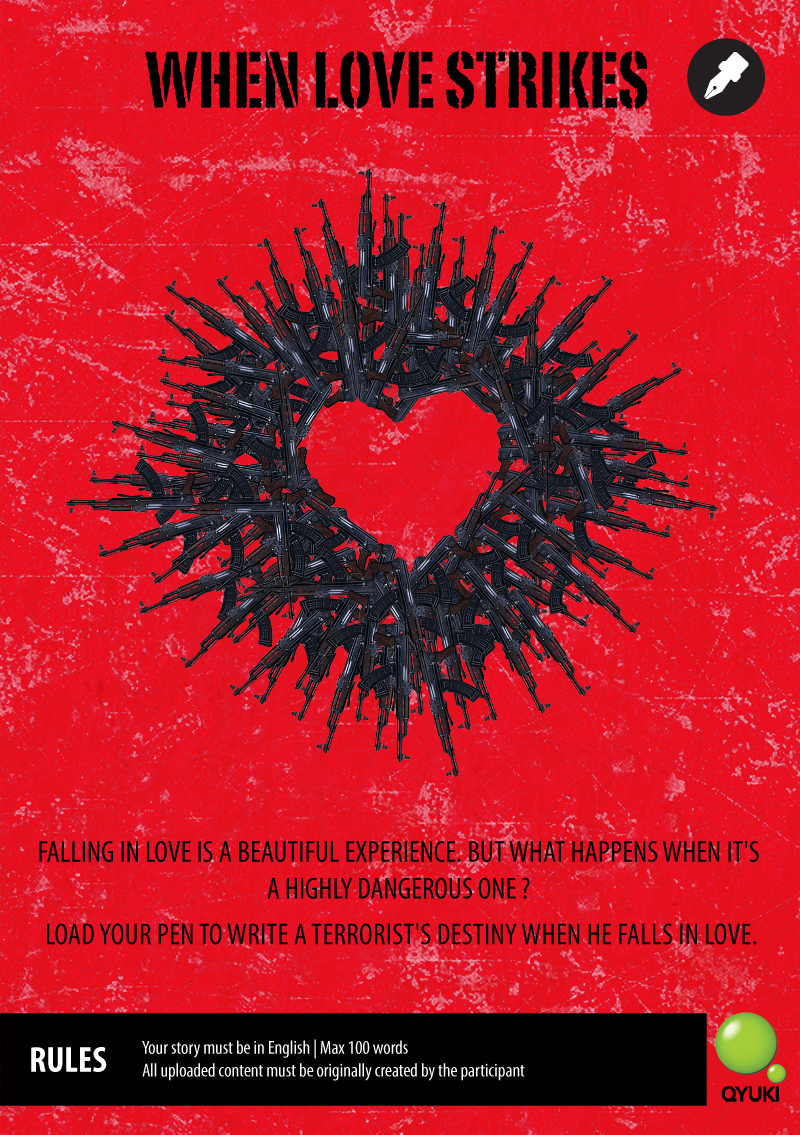 WHEN LOVE STRIKES
FALLING IN LOVE IS A BEAUTIFUL EXPERIENCE. BUT WHAT HAPPENS WHEN IT'S
A HIGHLY DANGEROUS ONE ?
LOAD YOUR PEN TO WRITE A TERRORIST'S DESTINY WHEN HE FALLS IN LOVE.
RULES
Your story must be in English | Max 100 words
All uploaded content must be originally created by the participant
QYUKI